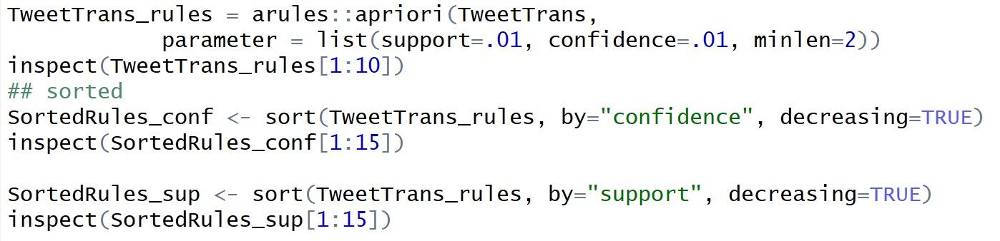 TweetTrans_rules = arules::apriori(TweetTrans,
parameter = list(support=.01, confidence=.01, minlen=2))
inspect(TweetTrans_rules[1:10])
## sorted
SortedRules_conf <- sort(TweetTrans_rules, by="confidence", decreasing=TRUE)
inspect(SortedRules_conf[1:15])
SortedRules_sup <- sort(TweetTrans_rules, by="support", decreasing=TRUE)
inspect(SortedRules_sup[1:15])